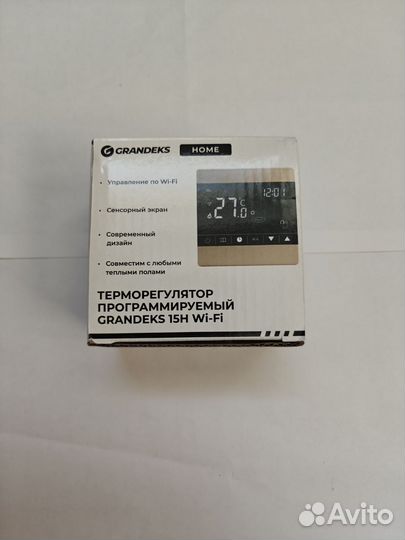 GRANDEKS HOME
• Управление по Wi-Fi
• Сенсорный экран
• Современный
дизайн
• Совместим с любыми
теплыми полами
12:01
27°C
21.0°
ТЕРМОРЕГУЛЯТОР
ПРОГРАММИРУЕМЫЙ
GRANDEKS 15H Wi-Fi
Avito